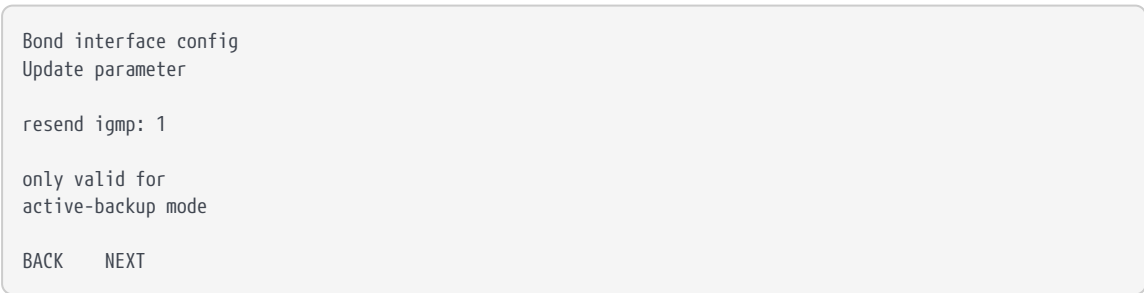 Bond interface config
Update parameter
resend igmp: 1
only valid for
active-backup mode
BACK NEXT